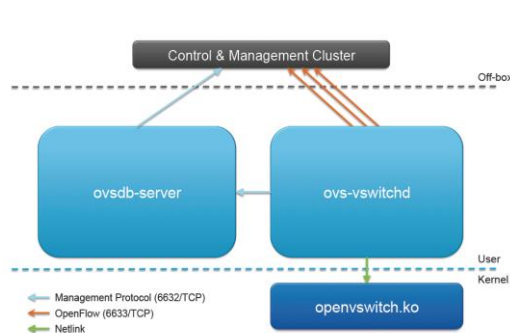 Control & Management Cluster
Off-box
ovsdb-server
ovs-vswitchd
User
Kernel
openvswitch.ko
Management Protocol (6632/TCP)
OpenFlow (6633/TCP)
Netlink